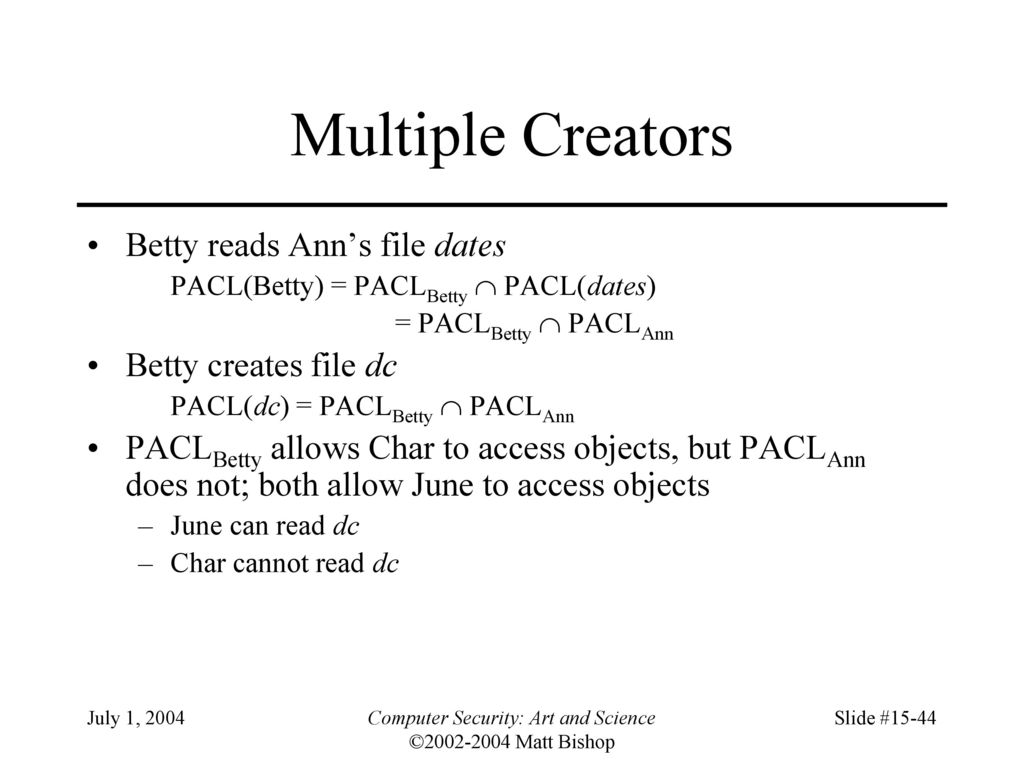 Multiple Creators
• Betty reads Ann’s file dates
PACL(Betty) = PACLBetty ∩ PACL(dates)
= PACLBetty ∩ PACLAnn
• Betty creates file dc
PACL(dc) = PACLBetty ∩ PACLAnn
• PACLBetty allows Char to access objects, but PACLAnn
does not; both allow June to access objects
– June can read dc
– Char cannot read dc
July 1, 2004
Computer Security: Art and Science
©2002-2004 Matt Bishop
Slide #15-44